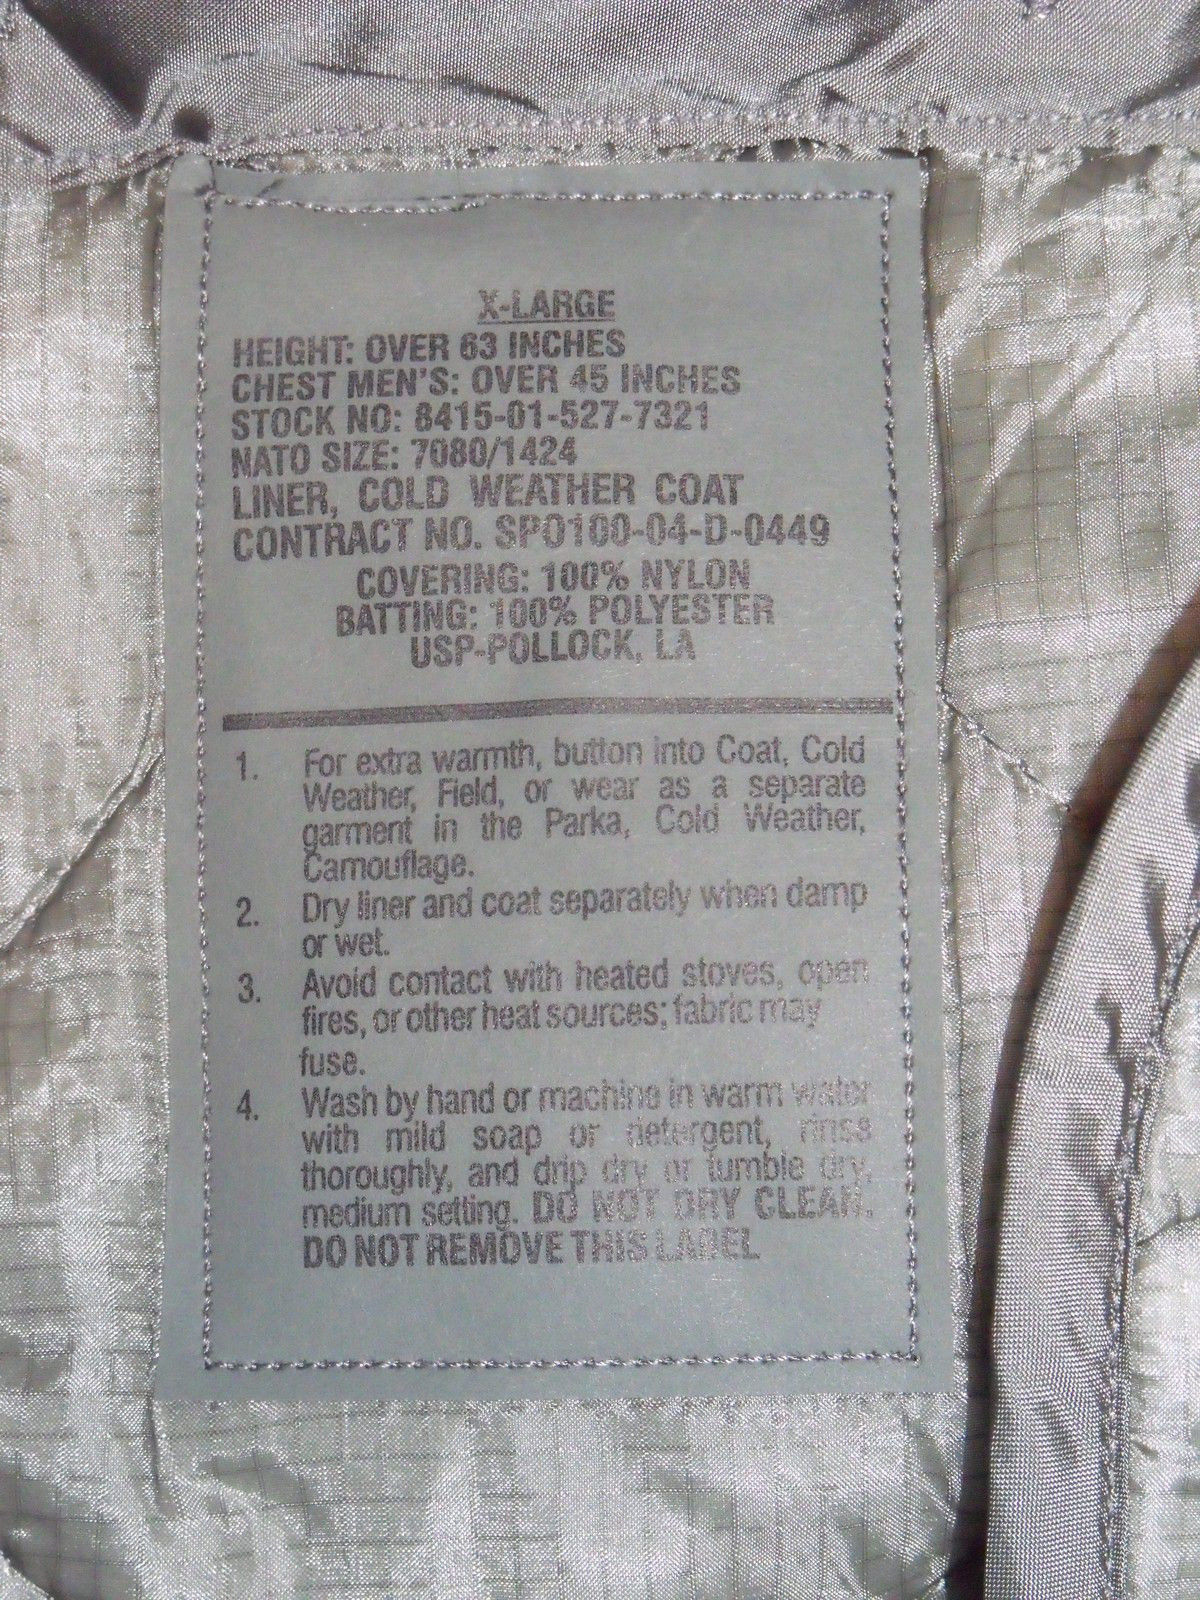 X-LARGE
HEIGHT: OVER 63 INCHES
CHEST MEN'S: OVER 45 INCHES
STOCK NO: 8415-01-527-7321
NATO SIZE: 7080/1424
LINER, COLD WEATHER COAT
CONTRACT NO. SPO100-04-D-0449
COVERING: 100% NYLON
BATTING: 100% POLYESTER
USP-POLLOCK, LA
1. For extra warmth, button into Coat, Cold
Weather, Field, or wear as a separate
garment in the Parka, Cold Weather,
Camouflage.
2. Dry liner and coat separately when damp
or wet.
3. Avoid contact with heated stoves, open
fires, or other heat sources; fabric may
fuse.
4. Wash by hand or machine in warm water
with mild soap or detergent, rinse
thoroughly, and drip dry or tumble dry,
medium setting. DO NOT DRY CLEAN.
DO NOT REMOVE THIS LABEL